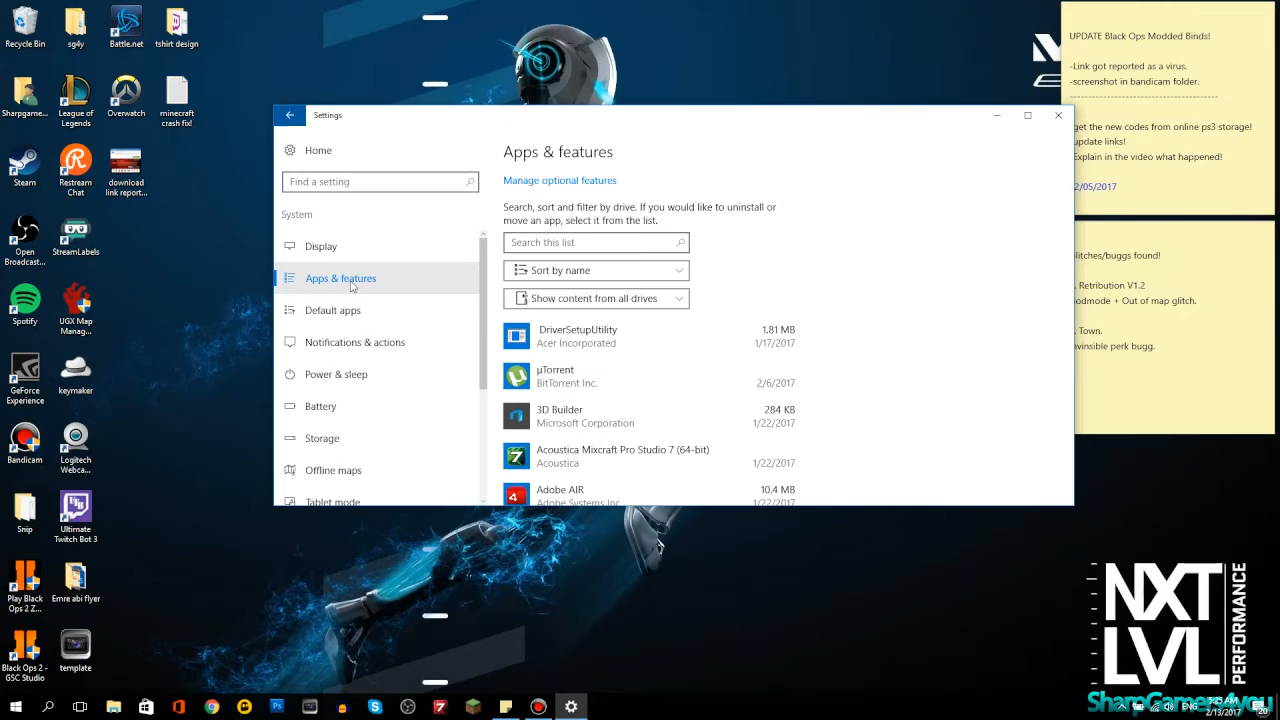 Recycle Bin
sg4y
Battle.net
tshirt design
Sharpgame...
League of
Legends
Overwatch
minecraft
crash fix!
Steam
Restream
Chat
download
link report...
Open
Broadcast...
StreamLabels
Spotify
UGX Map
Manager
GeForce
Experience
keymaker
Bandicam
Logitech
Webca...
Snip
Ultimate
Twitch Bot 3
Play Black
Ops 2 Z...
Emre abi flyer
Black Ops 2 -
GSC Studio
template
Settings
Home
Find a setting
System
Display
Apps & features
Default apps
Notifications & actions
Power & sleep
Battery
Storage
Offline maps
Tablet mode
Apps & features
Manage optional features
Search, sort and filter by drive. If you would like to uninstall or
move an app, select it from the list.
Search this list
Sort by name
Show content from all drives
DriverSetupUtility 1.81 MB
Acer Incorporated 1/17/2017
µTorrent
BitTorrent Inc. 2/6/2017
3D Builder 284 KB
Microsoft Corporation 1/22/2017
Acoustica Mixcraft Pro Studio 7 (64-bit)
Acoustica 1/22/2017
Adobe AIR 10.4 MB
Adobe Systems Inc. 1/22/2017
UPDATE Black Ops Modded Binds!
-Link got reported as a virus.
-screenshot in bandicam folder.
get the new codes from online ps3 storage!
update links!
Explain in the video what happened!
2/05/2017
litches/buggs found!
. Retribution V1.2
odmode + Out of map glitch.
. Town.
nvinsible perk bugg.
NXT
LVL
PERFORMANCE
SharpGames4you
ENG
5:25 AM
2/13/2017
20